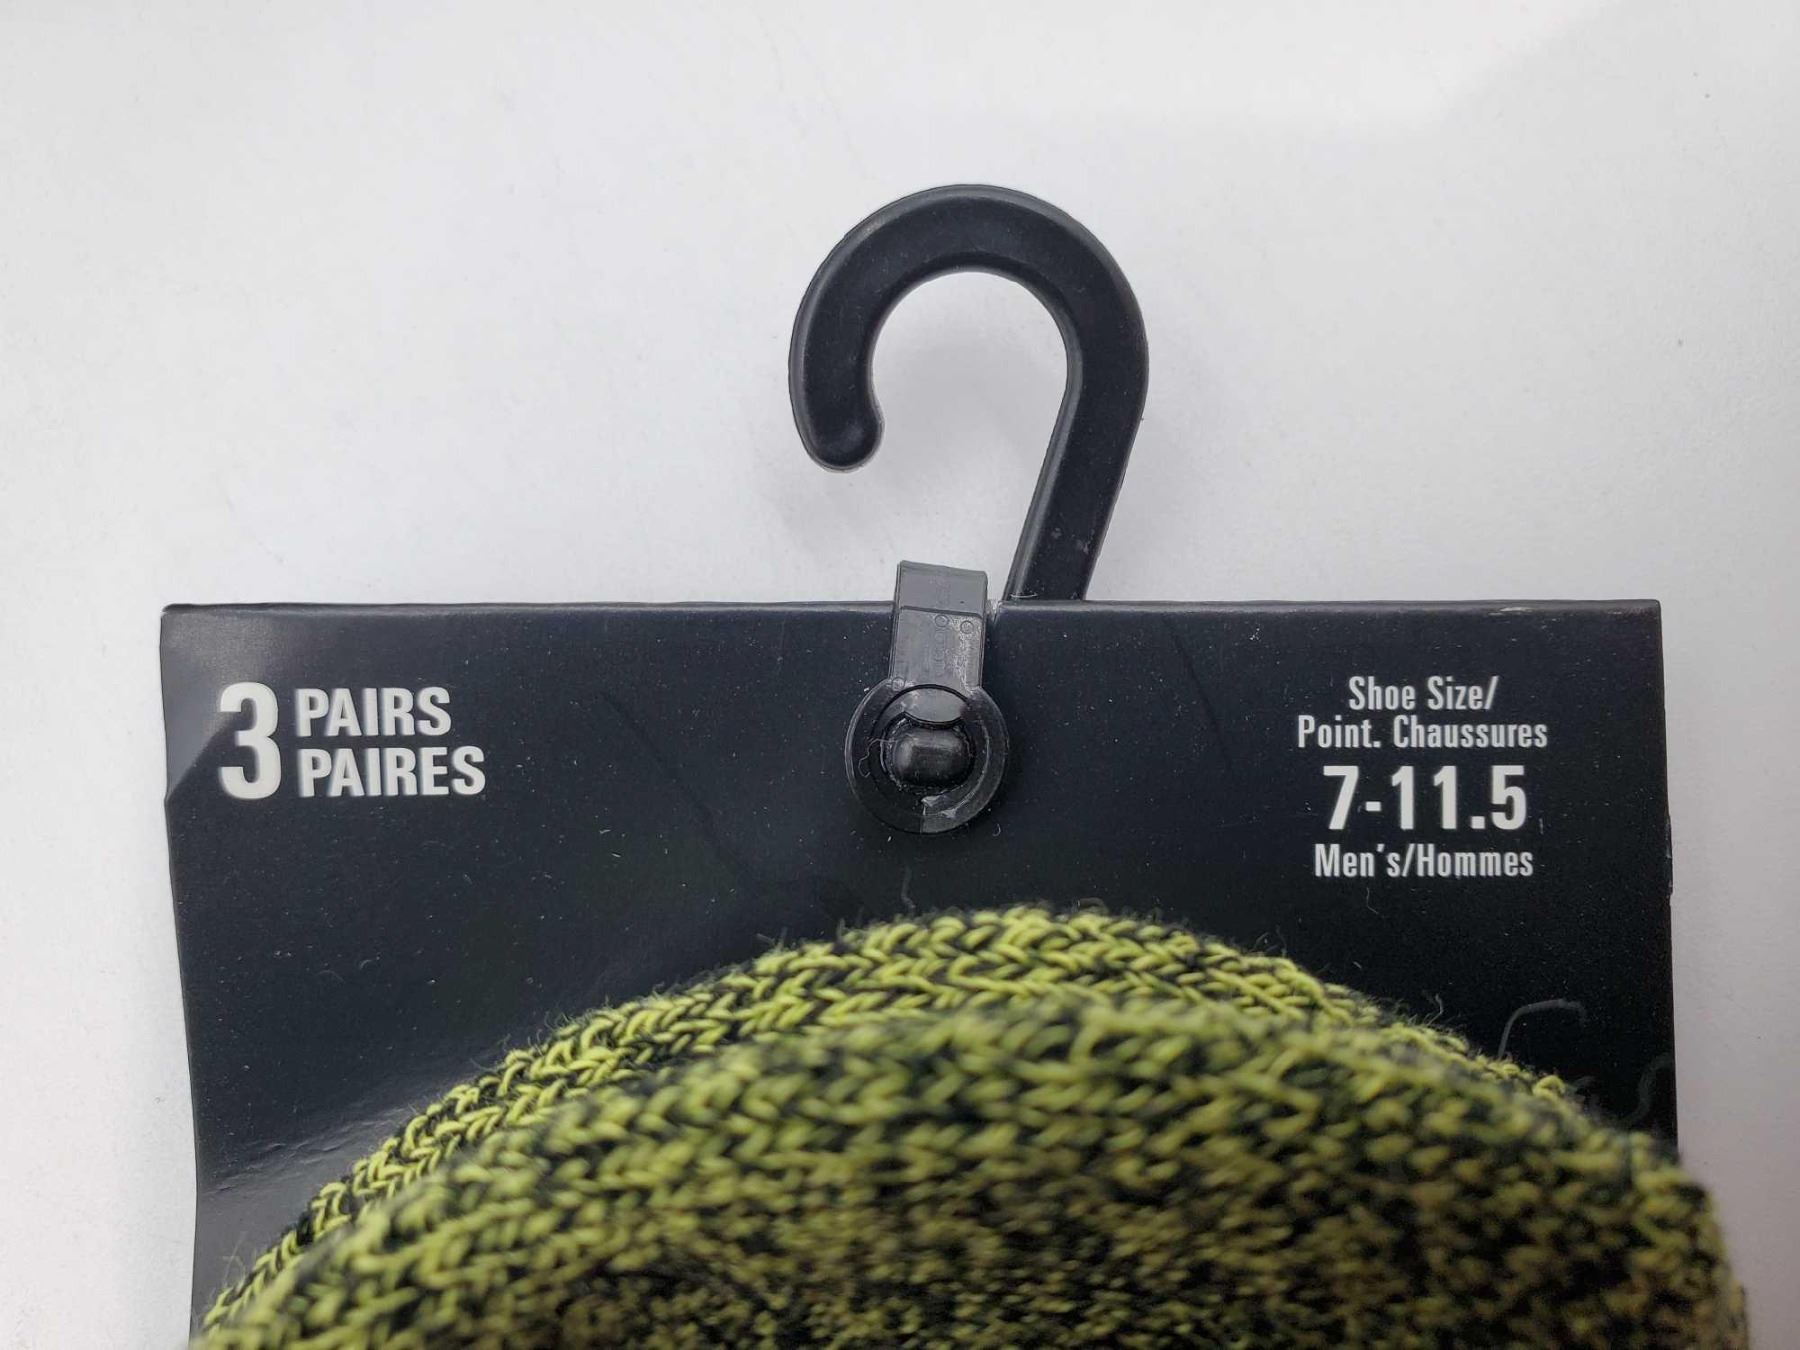 3 PAIRS
PAIRES
Shoe Size/
Point. Chaussures
7-11.5
Men's/Hommes